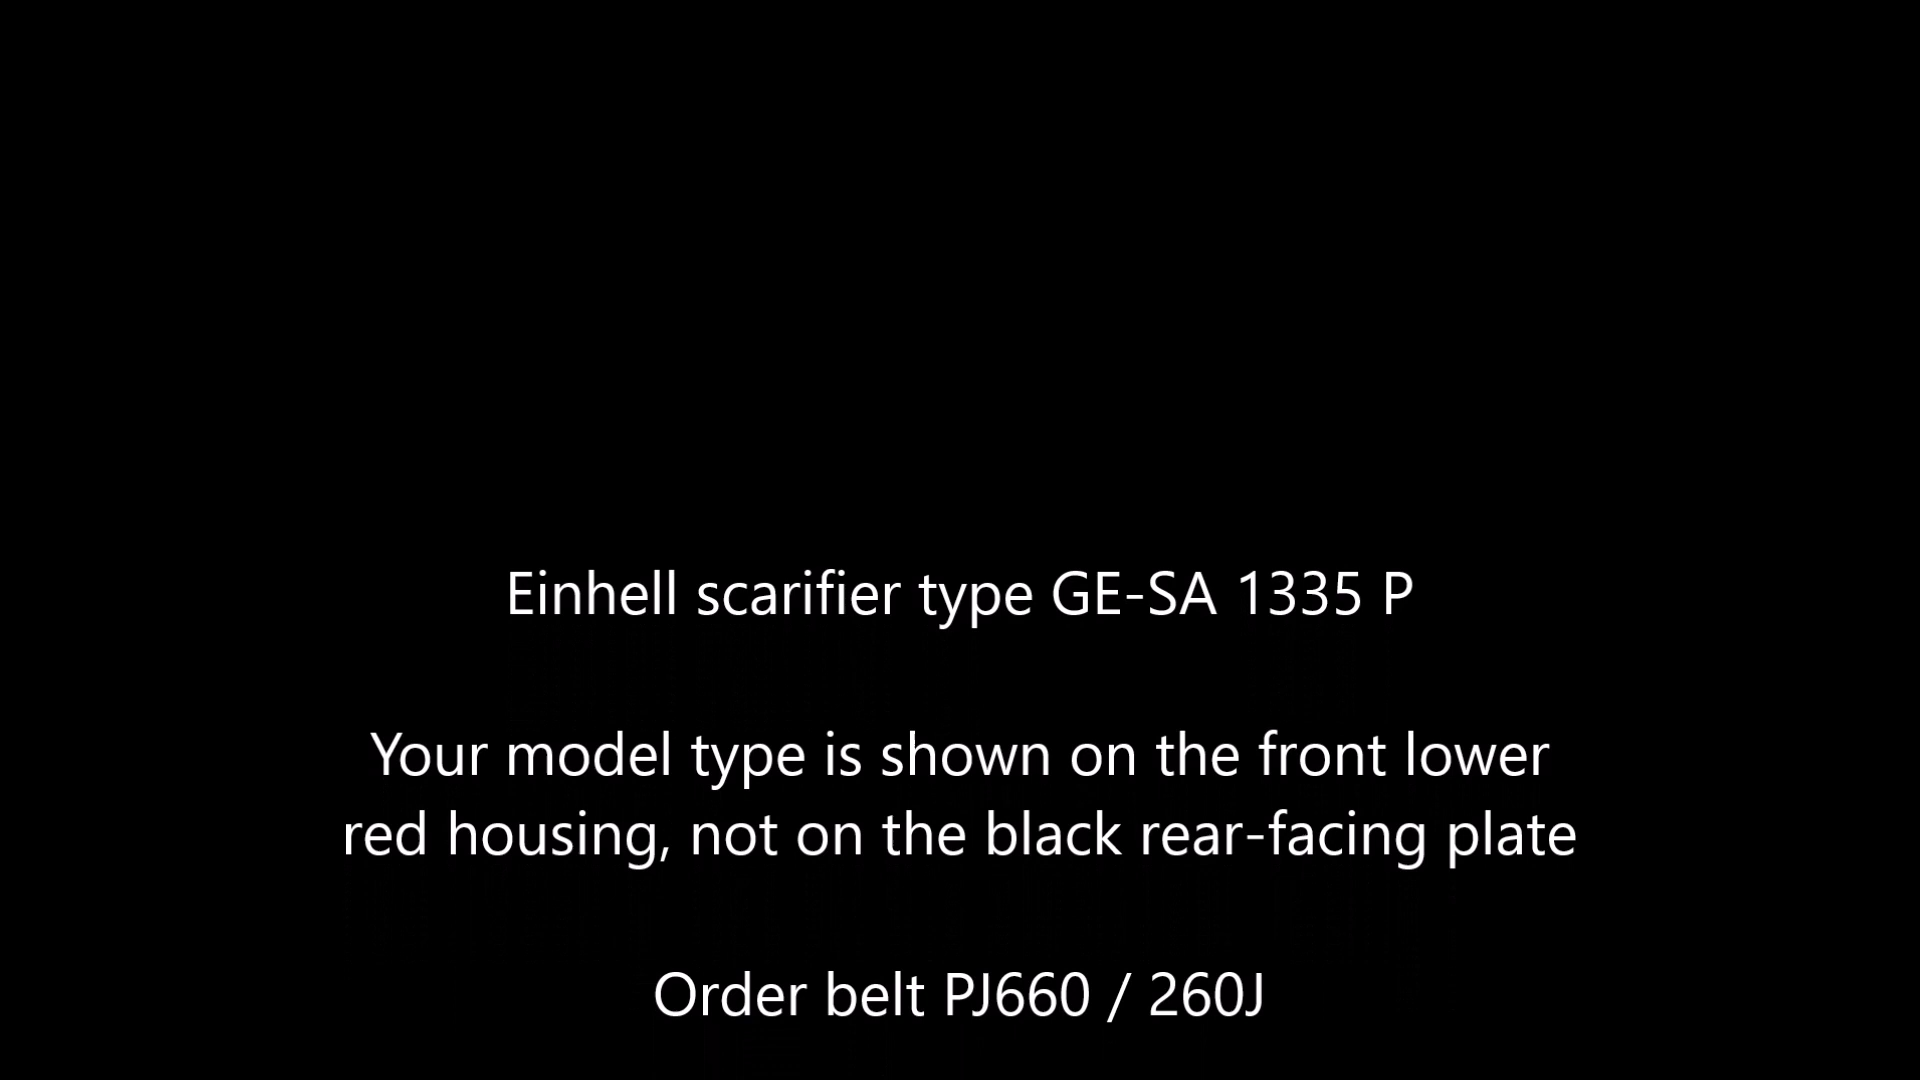 Einhell scarifier type GE-SA 1335 P
Your model type is shown on the front lower
red housing, not on the black rear-facing plate
Order belt PJ660 / 260J